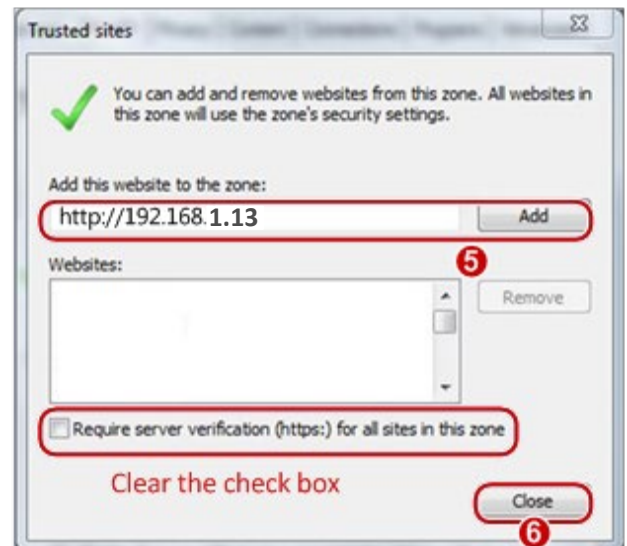 Trusted sites
You can add and remove websites from this zone. All websites in
this zone will use the zone's security settings.
Add this website to the zone:
http://192.168.1.13
Add
5
Websites:
Remove
Require server verification (https:) for all sites in this zone
Clear the check box
Close
6